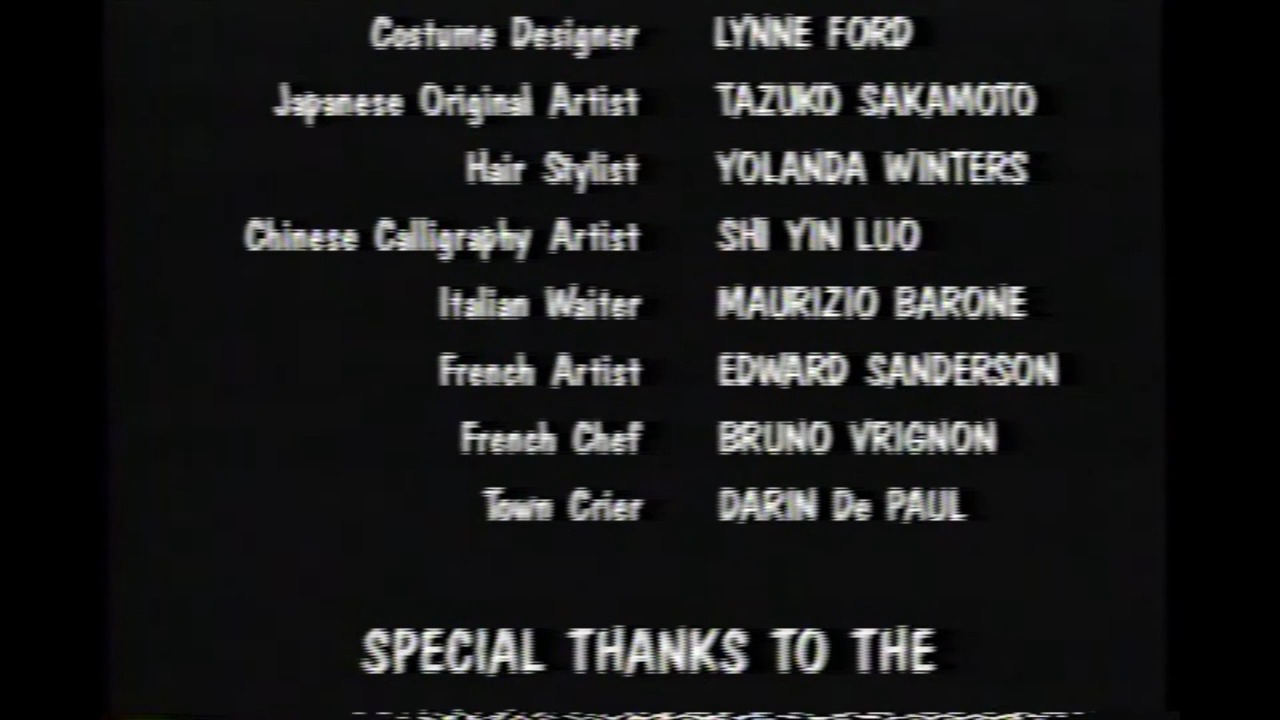 Costume Designer LYNNE FORD
Japanese Original Artist TAZUKO SAKAMOTO
Hair Stylist YOLANDA WINTERS
Chinese Calligraphy Artist SHI YIN LUO
Italian Waiter MAURIZIO BARONE
French Artist EDWARD SANDERSON
French Chef BRUNO VRIGNON
Town Crier DARIN De PAUL
SPECIAL THANKS TO THE